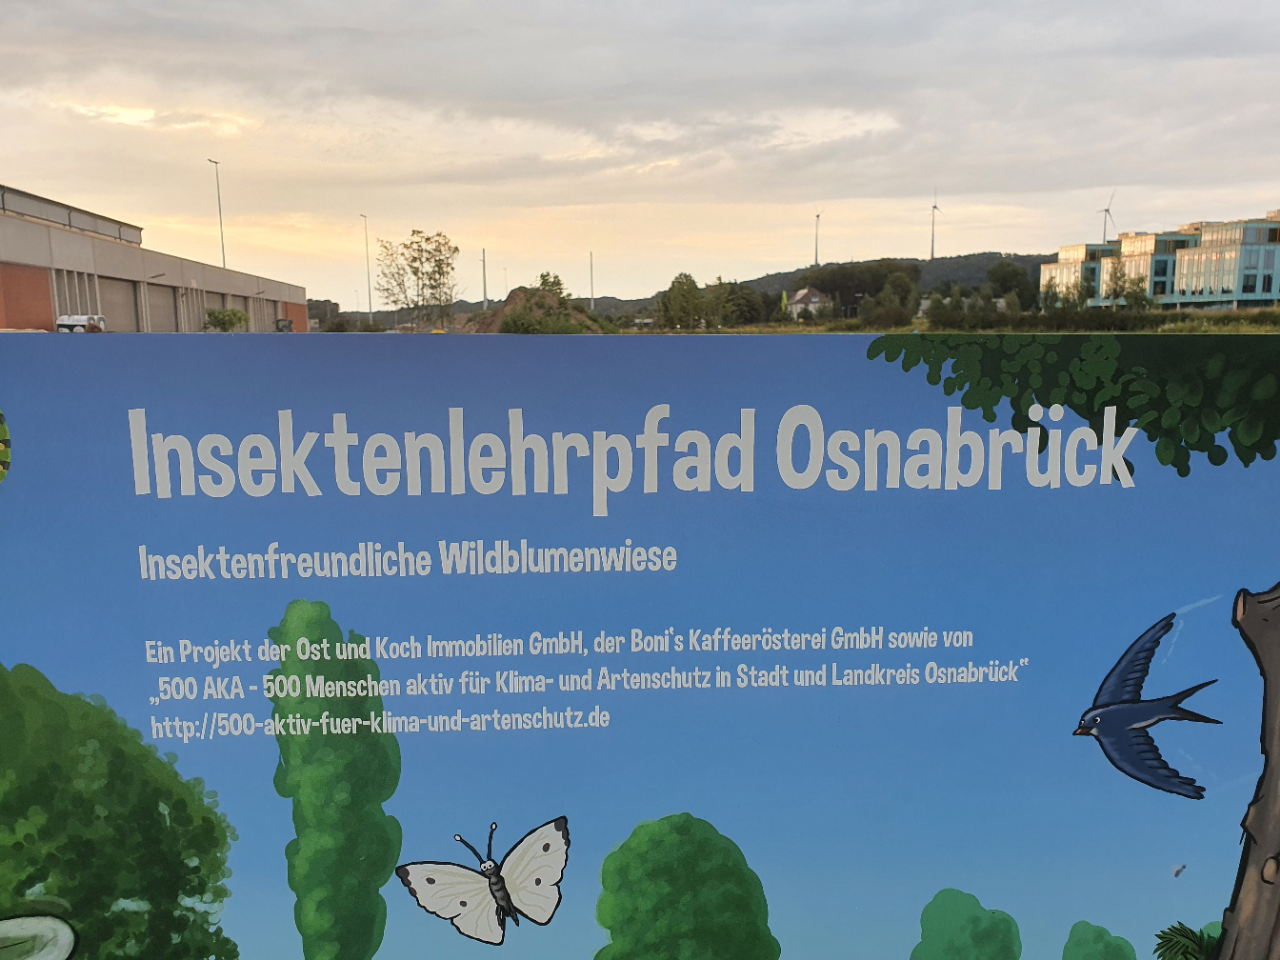 Insektenlehrpfad Osnabrück
Insektenfreundliche Wildblumenwiese
Ein Projekt der Ost und Koch Immobilien GmbH, der Boni's Kaffeerösterei GmbH sowie von
„500 AKA - 500 Menschen aktiv für Klima- und Artenschutz in Stadt und Landkreis Osnabrück"
http://500-aktiv-fuer-klima-und-artenschutz.de